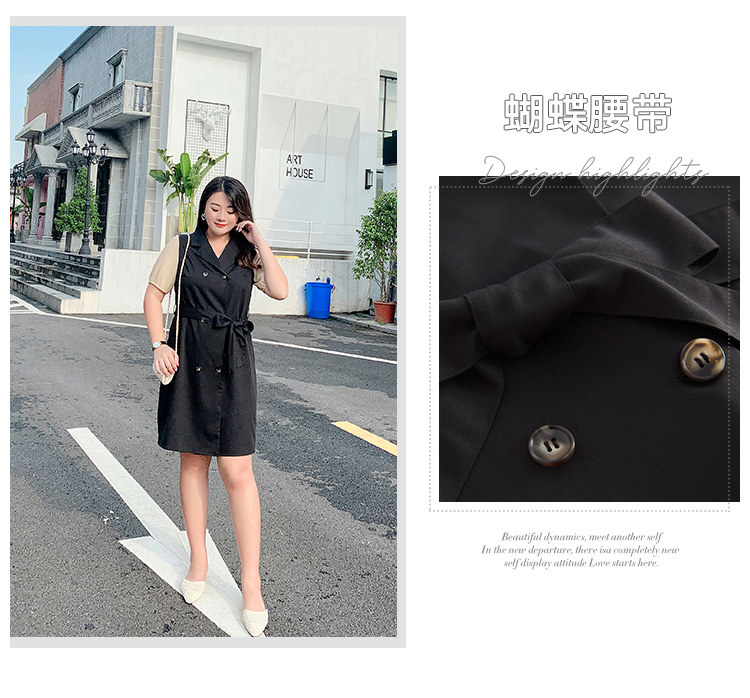 ART
HOUSE
蝴蝶腰带
Design highlights
Beautiful dynamics, meet another self
In the new departure, there isa completely new
self display attitude Love starts here.